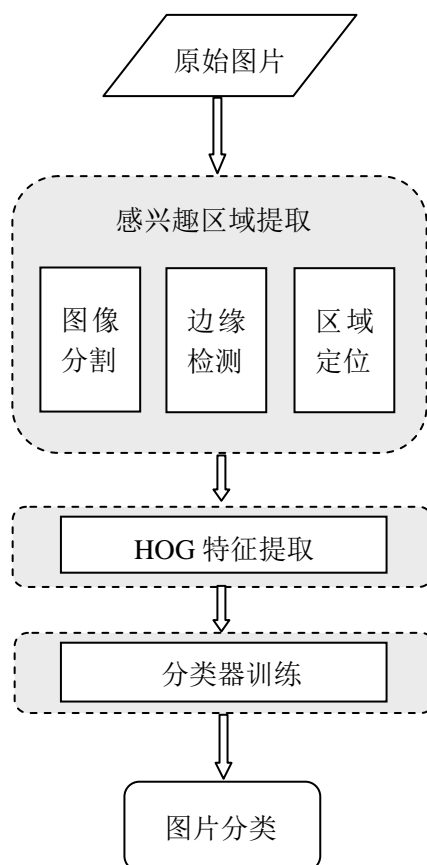 原始图片
感兴趣区域提取
图像
分割
边缘
检测
区域
定位
HOG 特征提取
分类器训练
图片分类